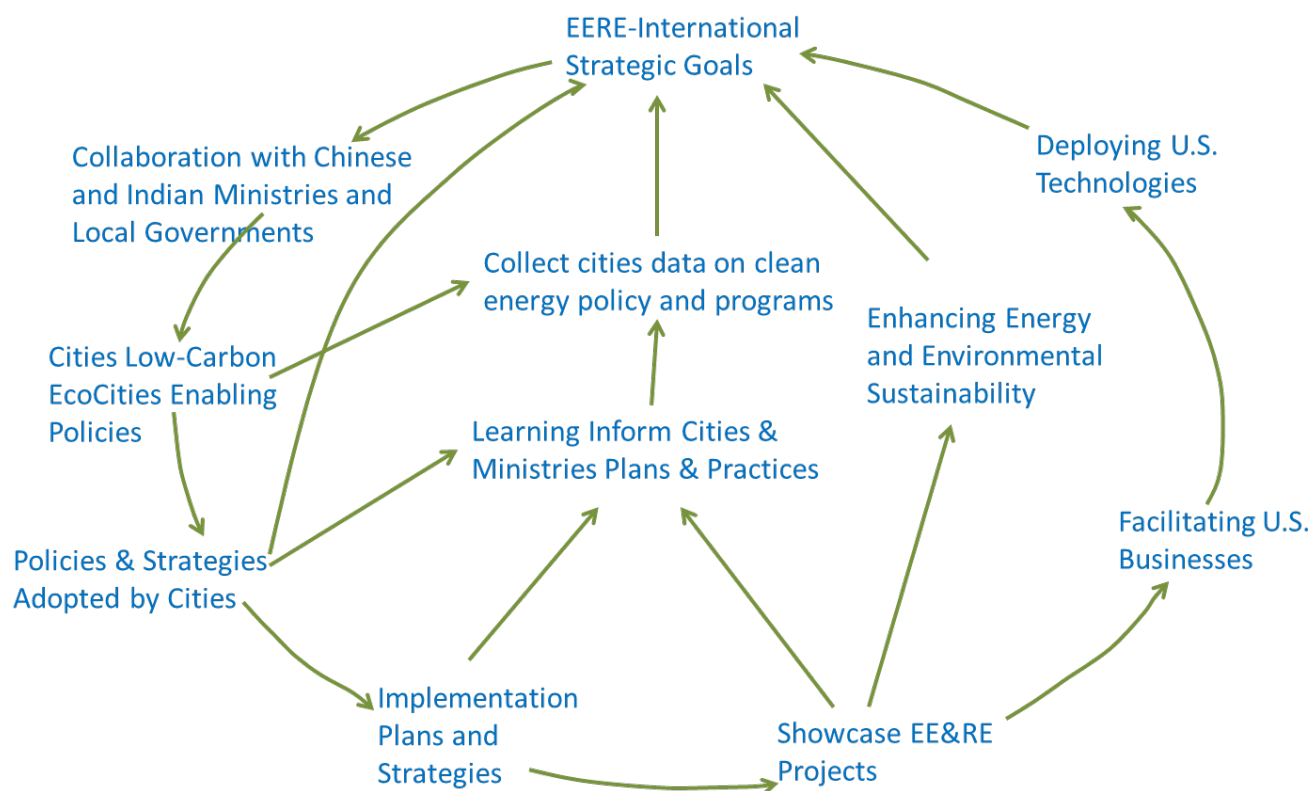 EERE-International
Strategic Goals
Collaboration with Chinese
and Indian Ministries and
Local Governments
Deploying U.S.
Technologies
Collect cities data on clean
energy policy and programs
Enhancing Energy
and Environmental
Sustainability
Cities Low-Carbon
EcoCities Enabling
Policies
Learning Inform Cities &
Ministries Plans & Practices
Facilitating U.S.
Businesses
Policies & Strategies
Adopted by Cities
Implementation
Plans and
Strategies
Showcase EE&RE
Projects